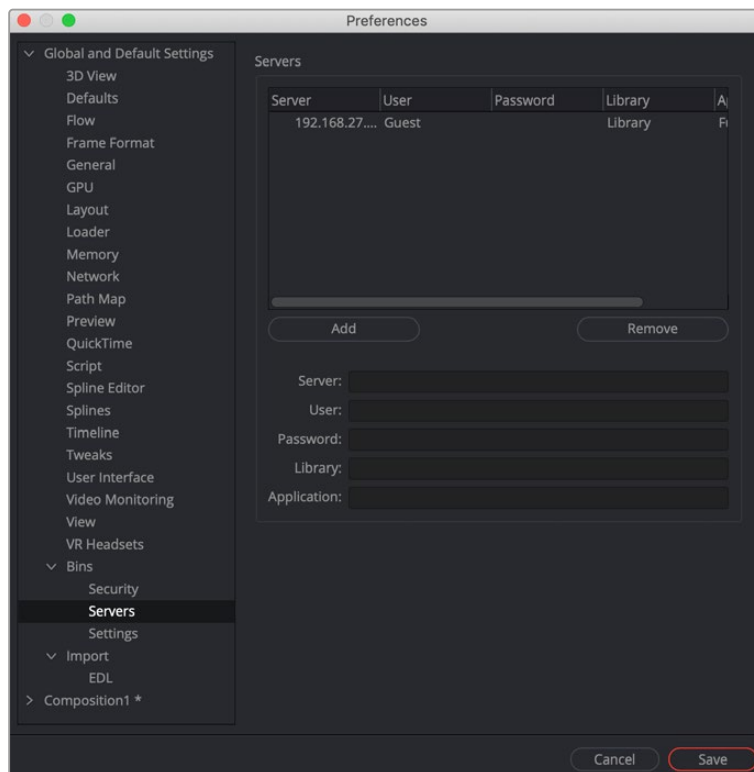 Preferences
Global and Default Settings
3D View
Defaults
Flow
Frame Format
General
GPU
Layout
Loader
Memory
Network
Path Map
Preview
QuickTime
Script
Spline Editor
Splines
Timeline
Tweaks
User Interface
Video Monitoring
View
VR Headsets
Bins
Security
Servers
Settings
Import
EDL
Composition1 *
Servers
Server User Password Library
192.168.27.... Guest Library
Add Remove
Server:
User:
Password:
Library:
Application:
Cancel Save